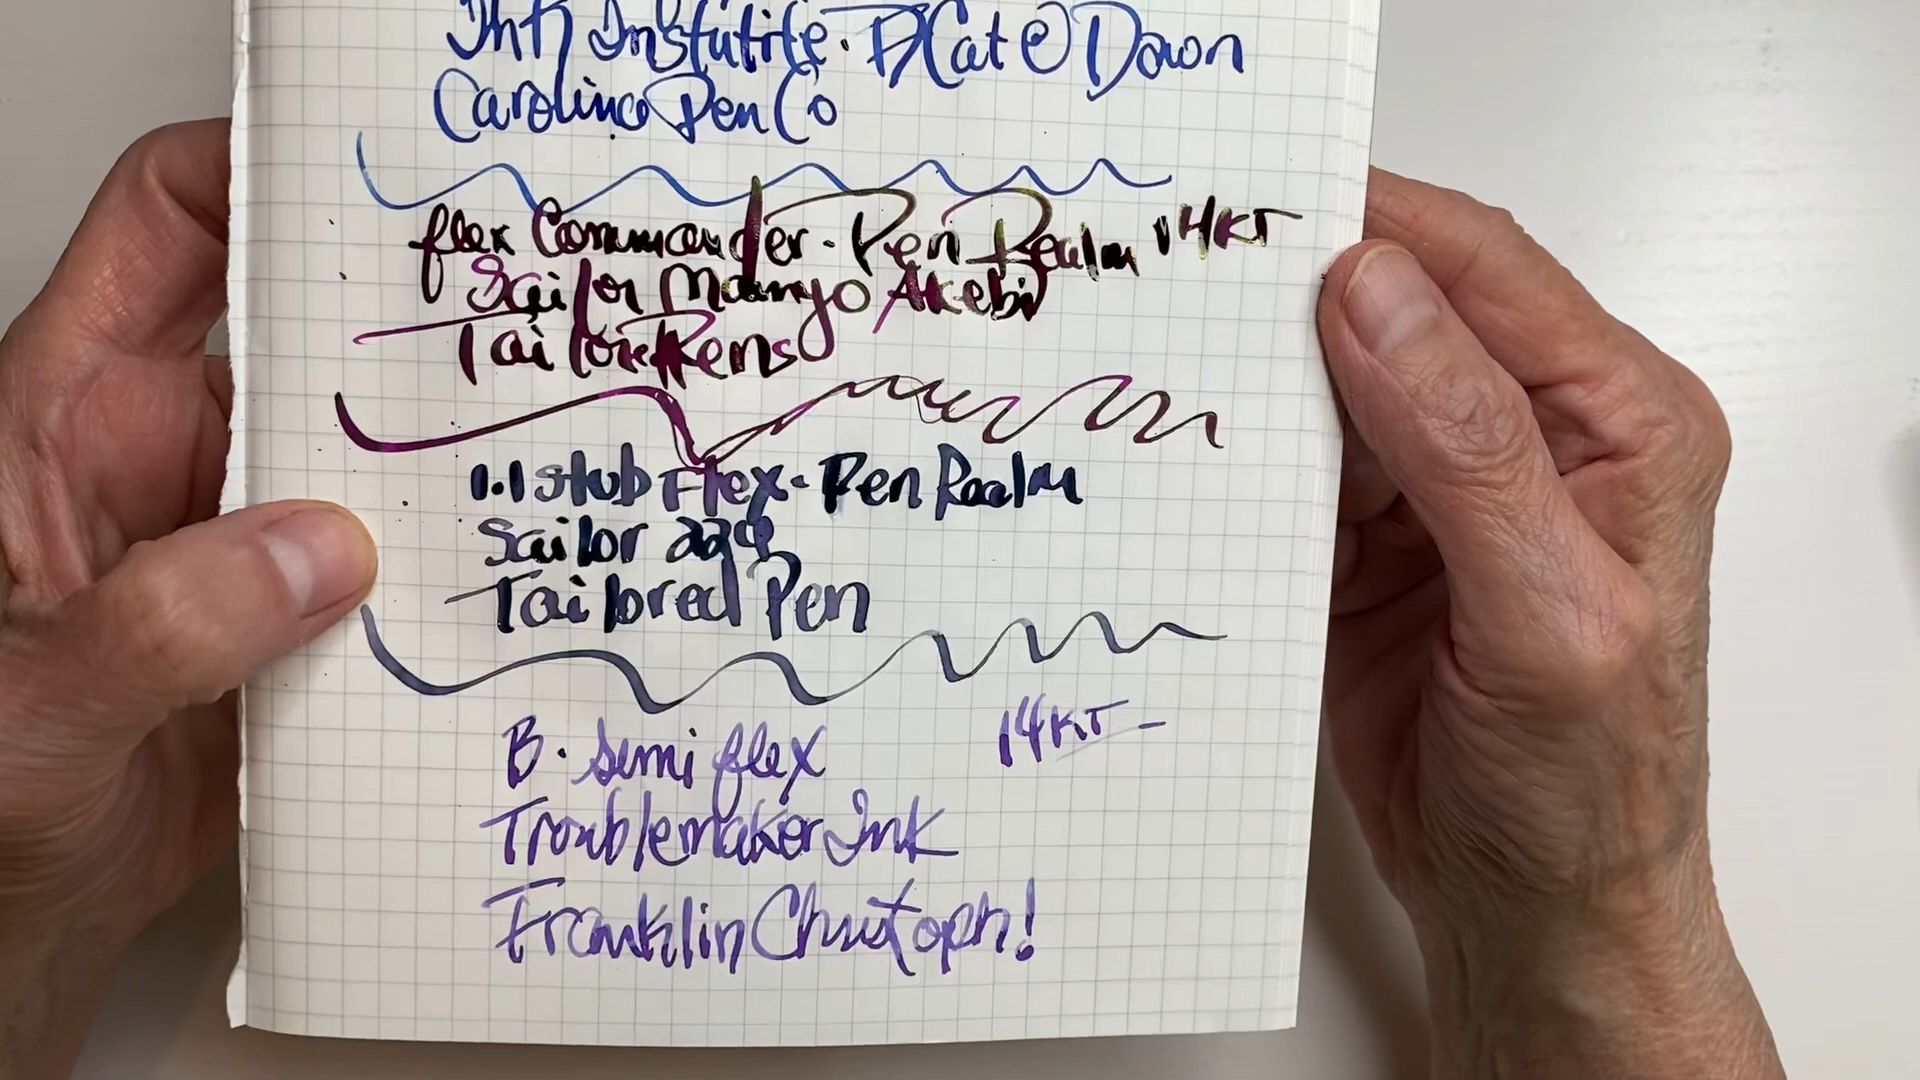 Ink Institute. Cat @ Dawn
Carolina Pen Co
flex Commander - Pen Realm 14KT
Sailor Manyo Akebi
Tailored Pens
1.1 stub Flex - Pen Realm
Sailor 224
Tailored Pen
B. semi flex 14KT -
Troublemaker Ink
Franklin Christoph!